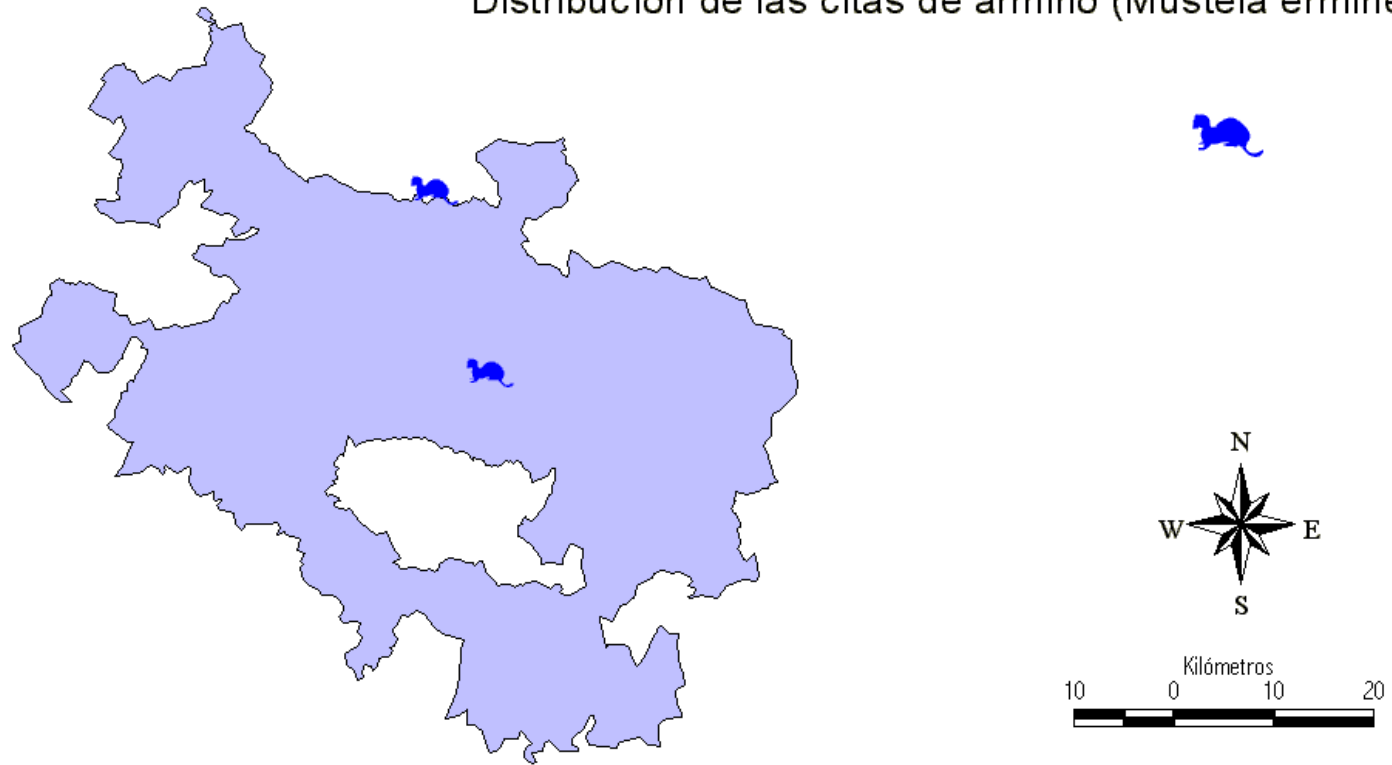 Distribución de las citas de armiño (Mustela ermine
N
W E
S
Kilómetros
10 0 10 20